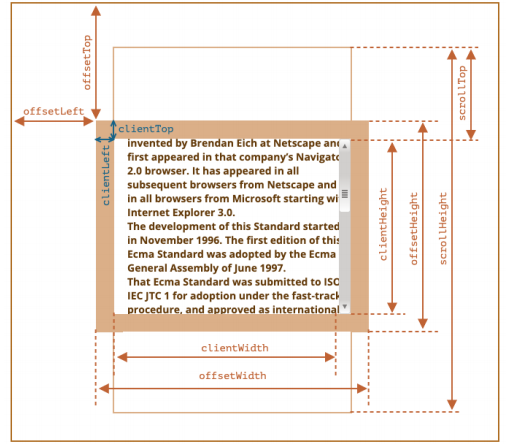 offsetTop
scrollTop
offsetLeft
clientTop
clientLeft
invented by Brendan Eich at Netscape and
first appeared in that company's Navigato
2.0 browser. It has appeared in all
subsequent browsers from Netscape and
in all browsers from Microsoft starting wi
Internet Explorer 3.0.
The development of this Standard started
in November 1996. The first edition of this
Ecma Standard was adopted by the Ecma
General Assembly of June 1997.
That Ecma Standard was submitted to ISO
IEC JTC 1 for adoption under the fast-track
procedure, and approved as international
clientHeight
offsetHeight
scrollHeight
clientWidth
offsetWidth